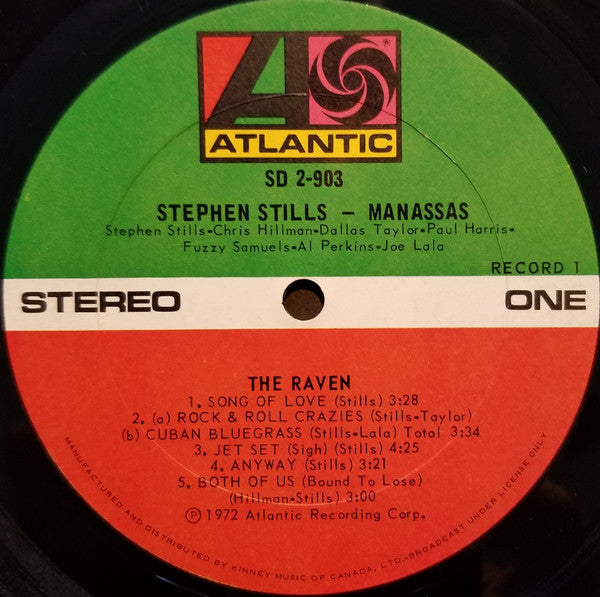 ATLANTIC
SD 2-903
STEPHEN STILLS – MANASSAS
Stephen Stills•Chris Hillman•Dallas Taylor•Paul Harris•
Fuzzy Samuels•Al Perkins•Joe Lala
RECORD 1
STEREO ONE
THE RAVEN
1. SONG OF LOVE (Stills) 3:28
2. (a) ROCK & ROLL CRAZIES (Stills-Taylor)
(b) CUBAN BLUEGRASS (Stills-Lala) Total 3:34
3. JET SET (Sigh) (Stills) 4:25
4. ANYWAY (Stills) 3:21
5. BOTH OF US (Bound To Lose)
(Hillman-Stills) 3:00
Ⓟ 1972 Atlantic Recording Corp.
MANUFACTURED AND DISTRIBUTED BY KINNEY MUSIC OF CANADA, LTD.-BROADCAST UNDER LICENSE ONLY